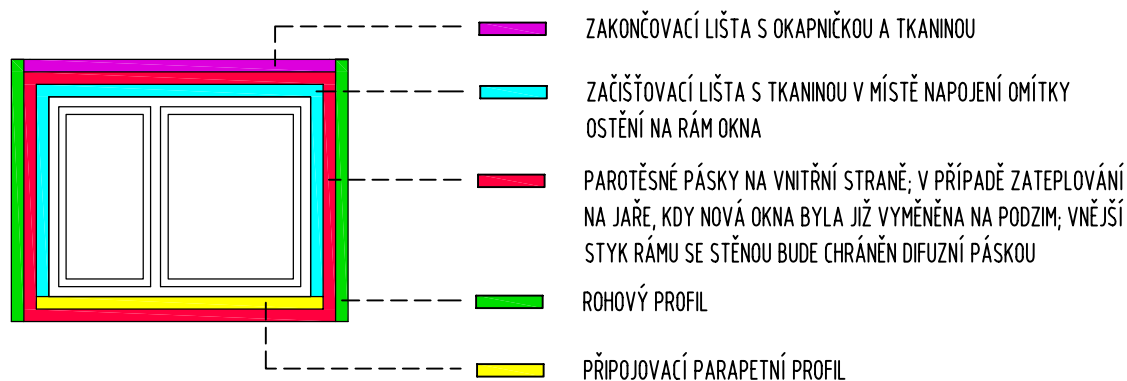 ZAKONČOVACÍ LIŠTA S OKAPNIČKOU A TKANINOU
ZAČIŠŤOVACÍ LIŠTA S TKANINOU V MÍSTĚ NAPOJENÍ OMÍTKY
OSTĚNÍ NA RÁM OKNA
PAROTĚSNÉ PÁSKY NA VNITŘNÍ STRANĚ; V PŘÍPADĚ ZATEPLOVÁNÍ
NA JAŘE, KDY NOVÁ OKNA BYLA JIŽ VYMĚNĚNA NA PODZIM; VNĚJŠÍ
STYK RÁMU SE STĚNOU BUDE CHRÁNĚN DIFUZNÍ PÁSKOU
ROHOVÝ PROFIL
PŘIPOJOVACÍ PARAPETNÍ PROFIL